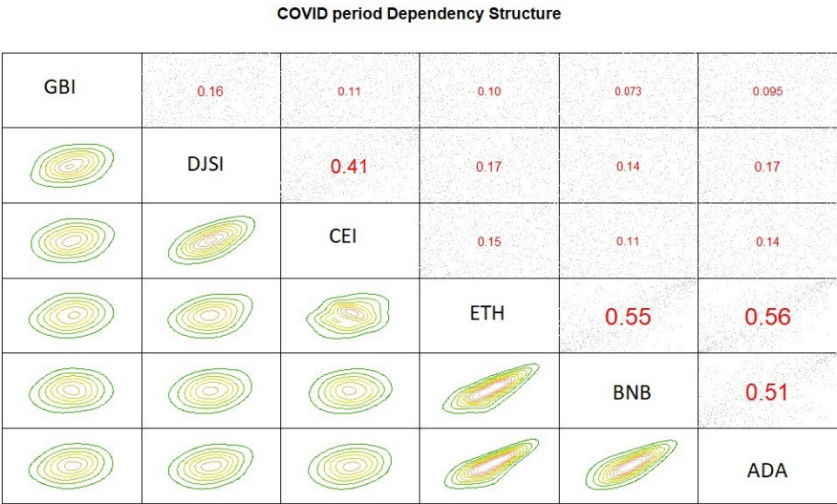 COVID period Dependency Structure
GBI 0.16 0.11 0.10 0.073 0.095
DJSI 0.41 0.17 0.14 0.17
CEI 0.15 0.11 0.14
ETH 0.55 0.56
BNB 0.51
ADA